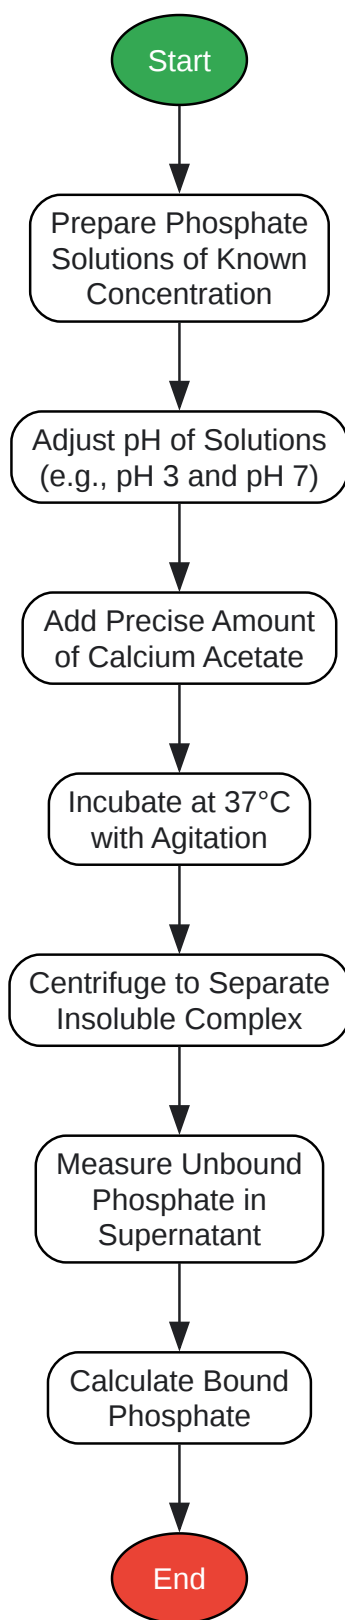 Start
Prepare Phosphate
Solutions of Known
Concentration
Adjust pH of Solutions
(e.g., pH 3 and pH 7)
Add Precise Amount
of Calcium Acetate
Incubate at 37°C
with Agitation
Centrifuge to Separate
Insoluble Complex
Measure Unbound
Phosphate in
Supernatant
Calculate Bound
Phosphate
End